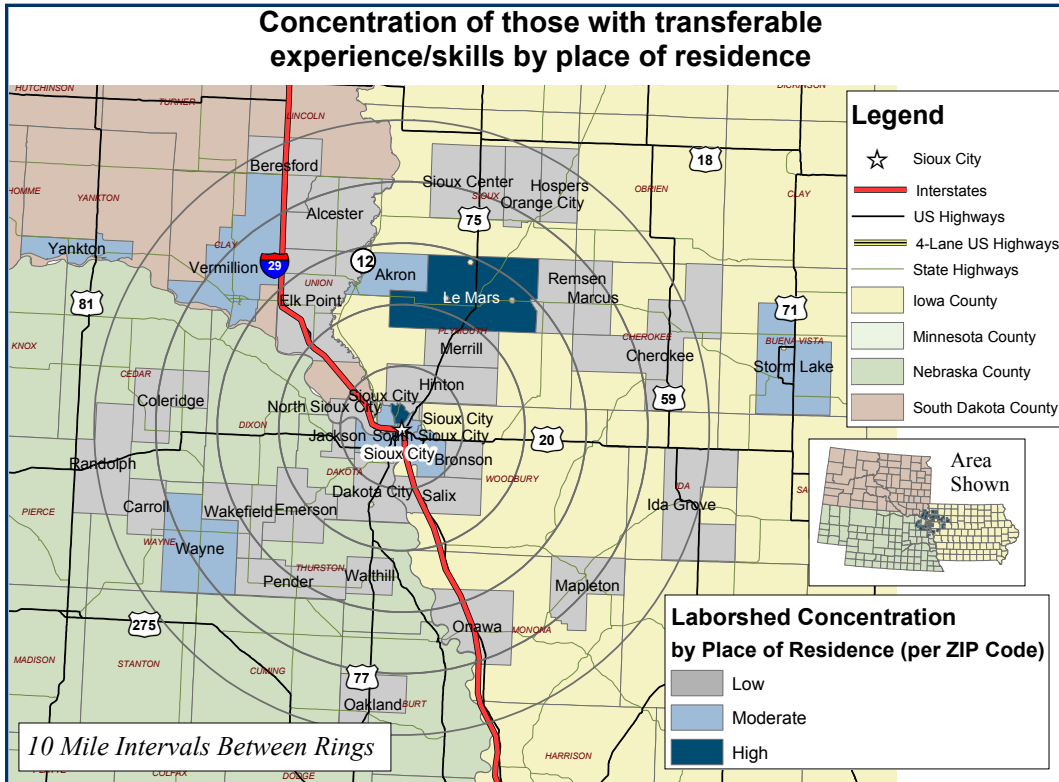 Concentration of those with transferable
experience/skills by place of residence
HUTCHINSON
TURNER
LINCOLN
DICKINSON
Beresford
Sioux Center
SIOUX
Hospers
Orange City
18
OBRIEN
CLAY
HOMME
YANKTON
Alcester
75
Yankton
CLAY
Vermillion
29
12
Akron
UNION
Elk Point
Le Mars
Remsen
Marcus
81
71
KNOX
PLYMOUTH
Merrill
CHEROKEE
Cherokee
BUENA VISTA
Storm Lake
CEDAR
Coleridge
Hinton
Sioux City
North Sioux City
59
DIXON
Sioux City
Jackson
South Sioux City
20
Sioux City
Bronson
Randolph
DAKOTA
Dakota City
Salix
WOODBURY
IDA
Ida Grove
SAC
PIERCE
Carroll
Wakefield
Emerson
WAYNE
Wayne
THURSTON
Walthill
Pender
Mapleton
275
Onawa
MONONA
MADISON
STANTON
CUMING
77
Oakland
BURT
HARRISON
COLFAX
DODGE
10 Mile Intervals Between Rings
Legend
Sioux City
Interstates
US Highways
4-Lane US Highways
State Highways
Iowa County
Minnesota County
Nebraska County
South Dakota County
Area
Shown
Laborshed Concentration
by Place of Residence (per ZIP Code)
Low
Moderate
High